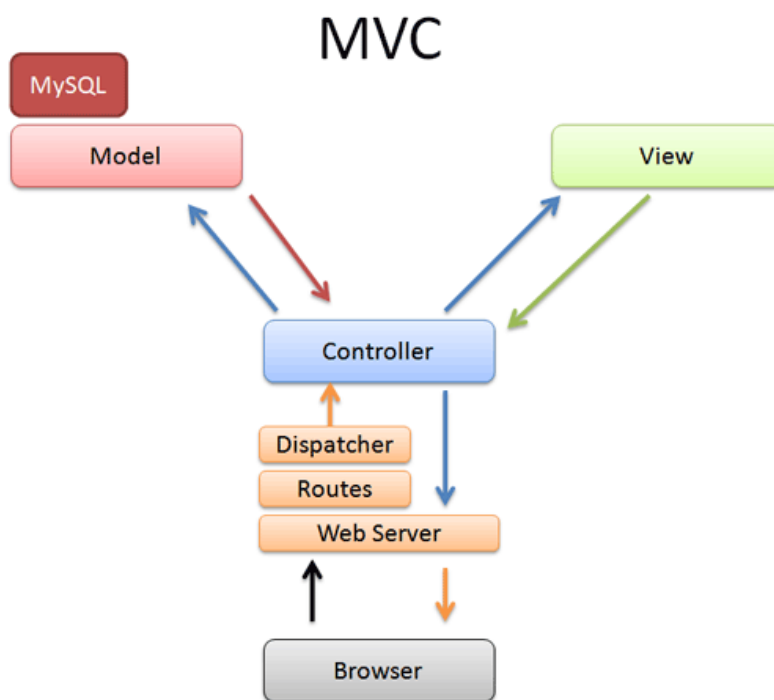 MVC
MySQL
Model
View
Controller
Dispatcher
Routes
Web Server
Browser